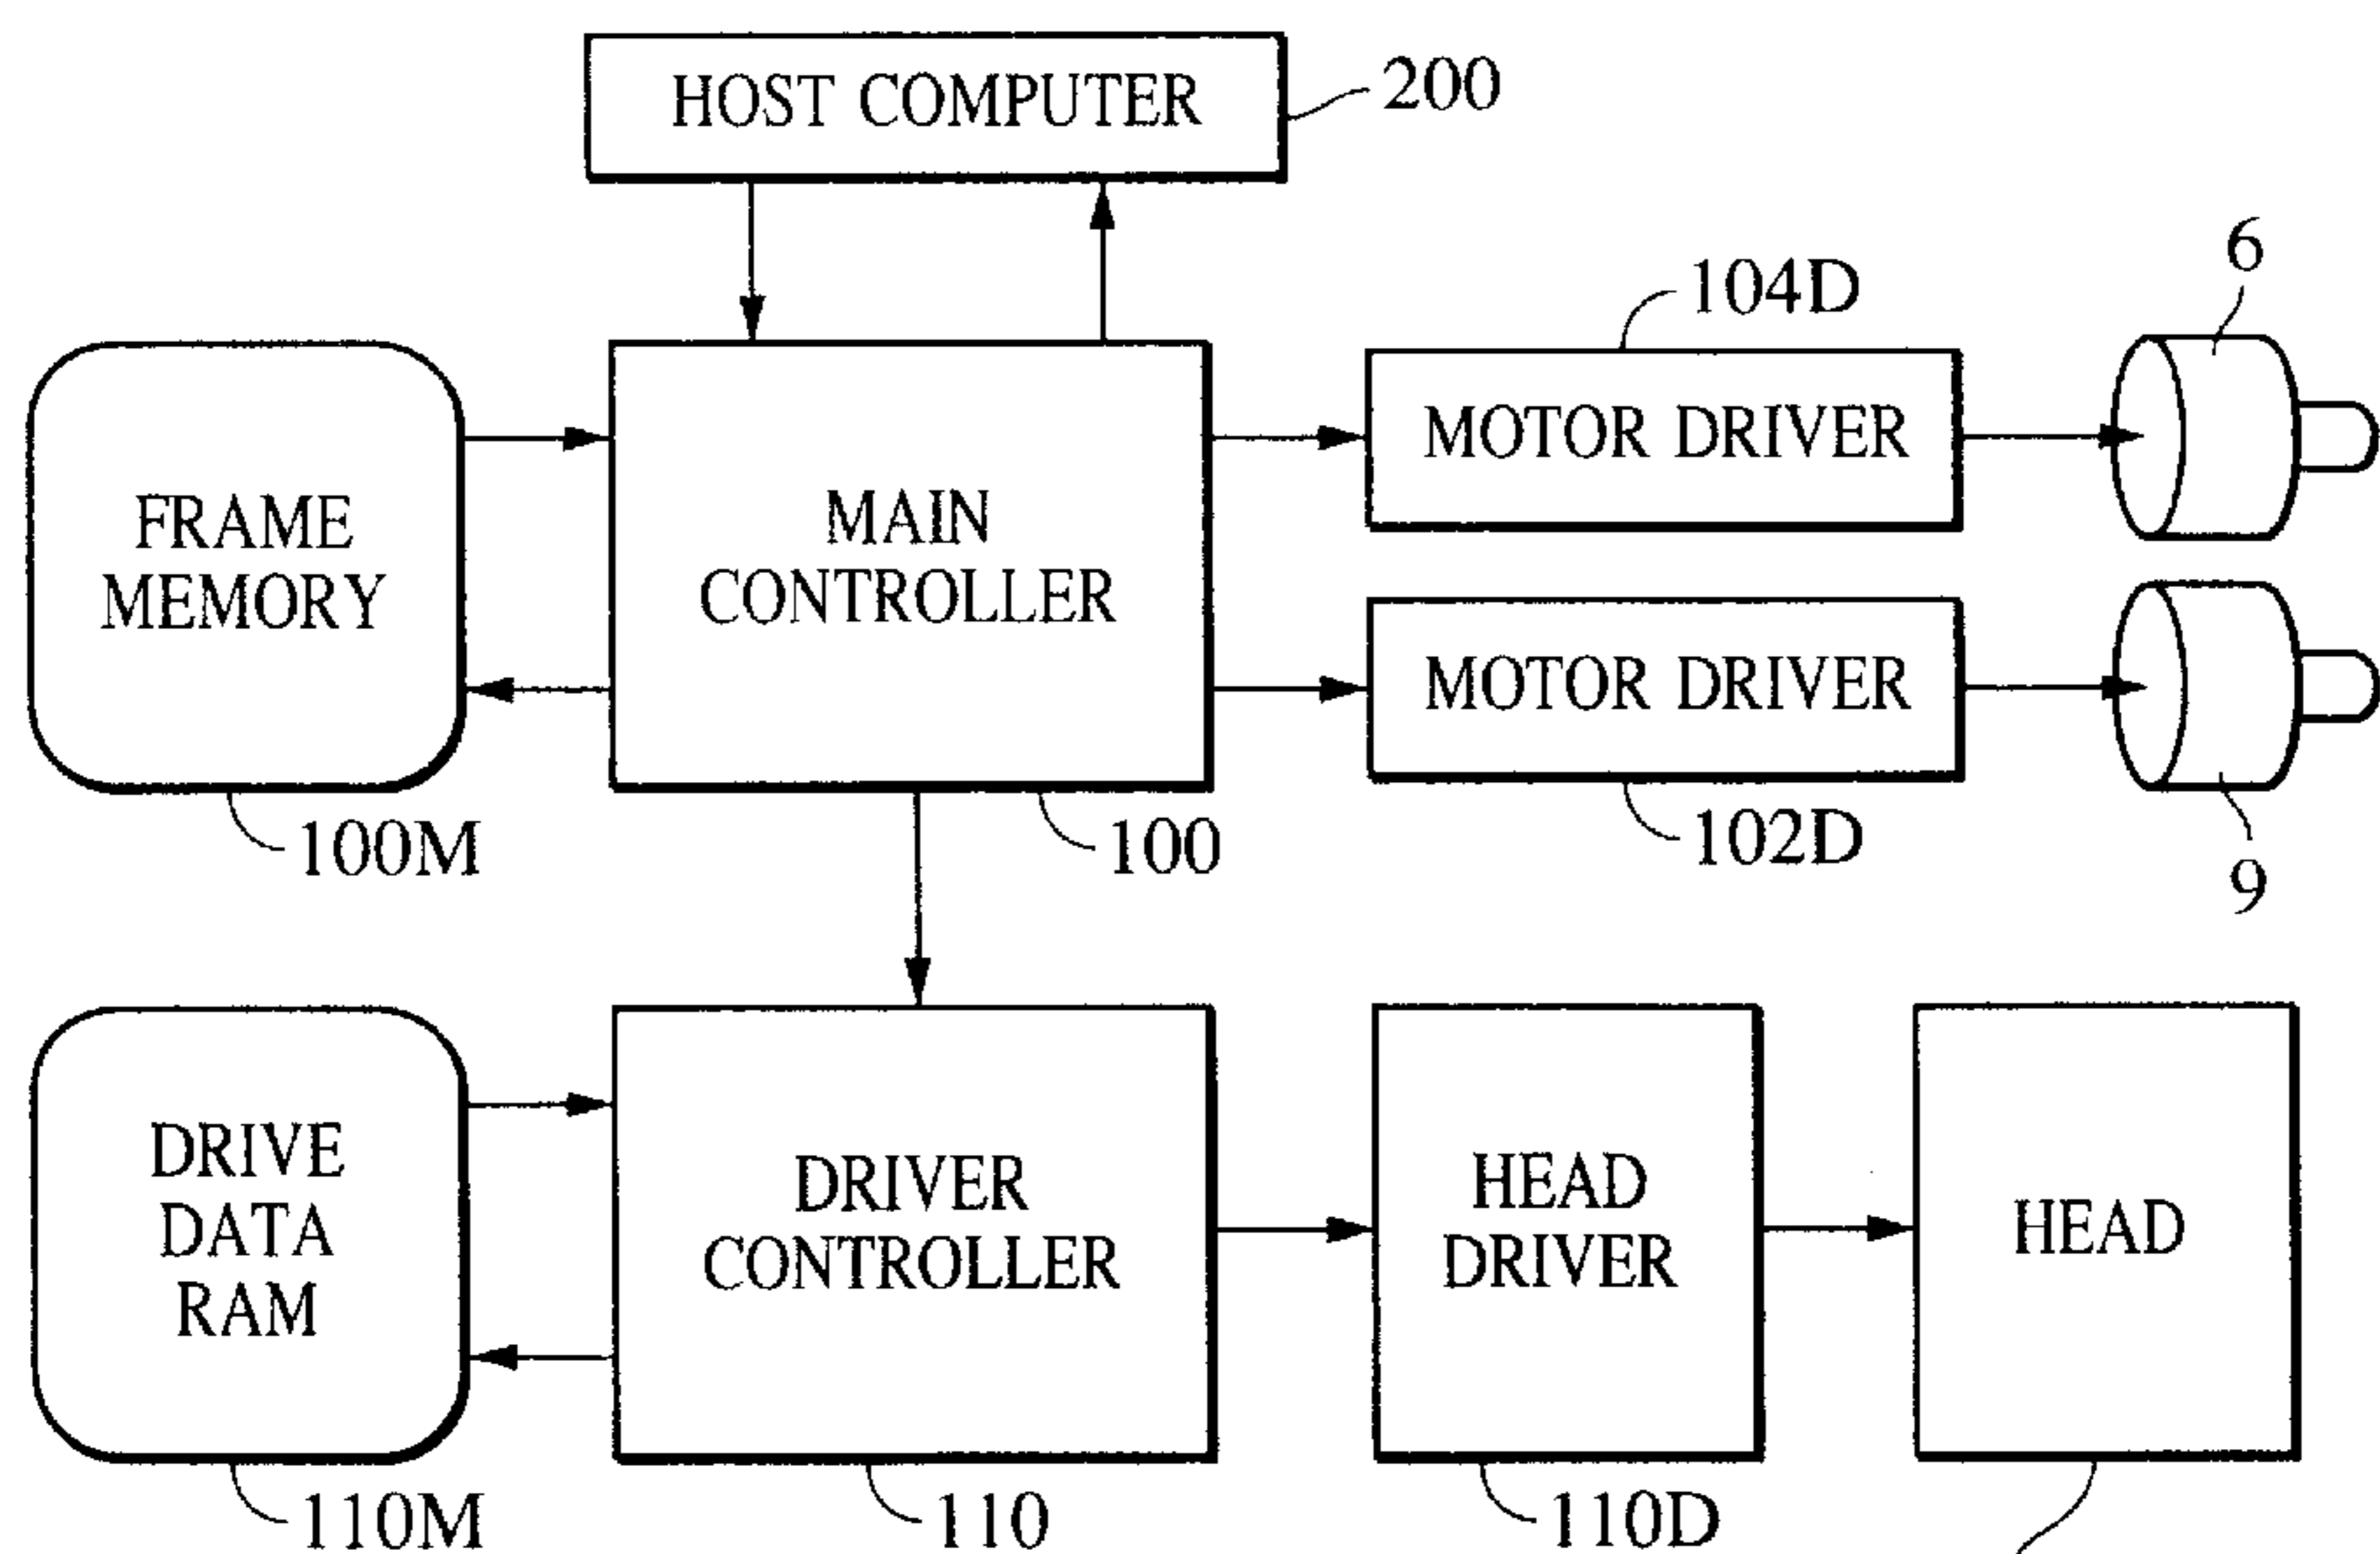 HOST COMPUTER
200
6
104D
FRAME
MEMORY
MAIN
CONTROLLER
MOTOR DRIVER
MOTOR DRIVER
100M
100
102D
9
DRIVE
DATA
RAM
DRIVER
CONTROLLER
HEAD
DRIVER
HEAD
110M
110
110D